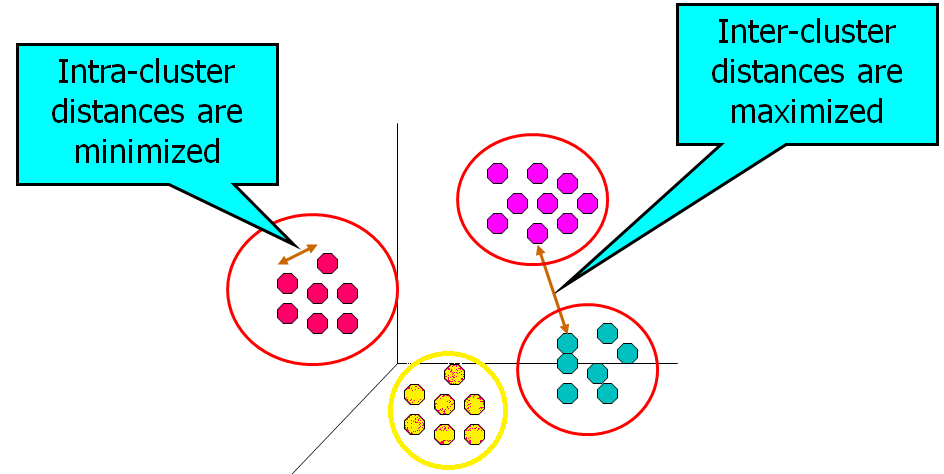 Intra-cluster
distances are
minimized
Inter-cluster
distances are
maximized